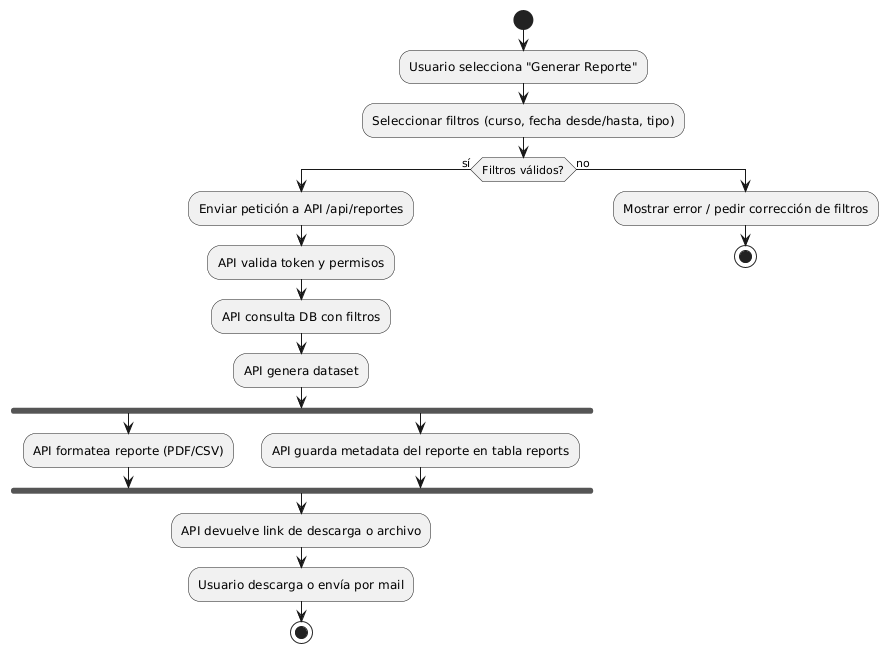 Usuario selecciona "Generar Reporte"
Seleccionar filtros (curso, fecha desde/hasta, tipo)
sí
Filtros válidos?
no
Enviar petición a API /api/reportes
Mostrar error / pedir corrección de filtros
API valida token y permisos
API consulta DB con filtros
API genera dataset
API formatea reporte (PDF/CSV)
API guarda metadata del reporte en tabla reports
API devuelve link de descarga o archivo
Usuario descarga o envía por mail